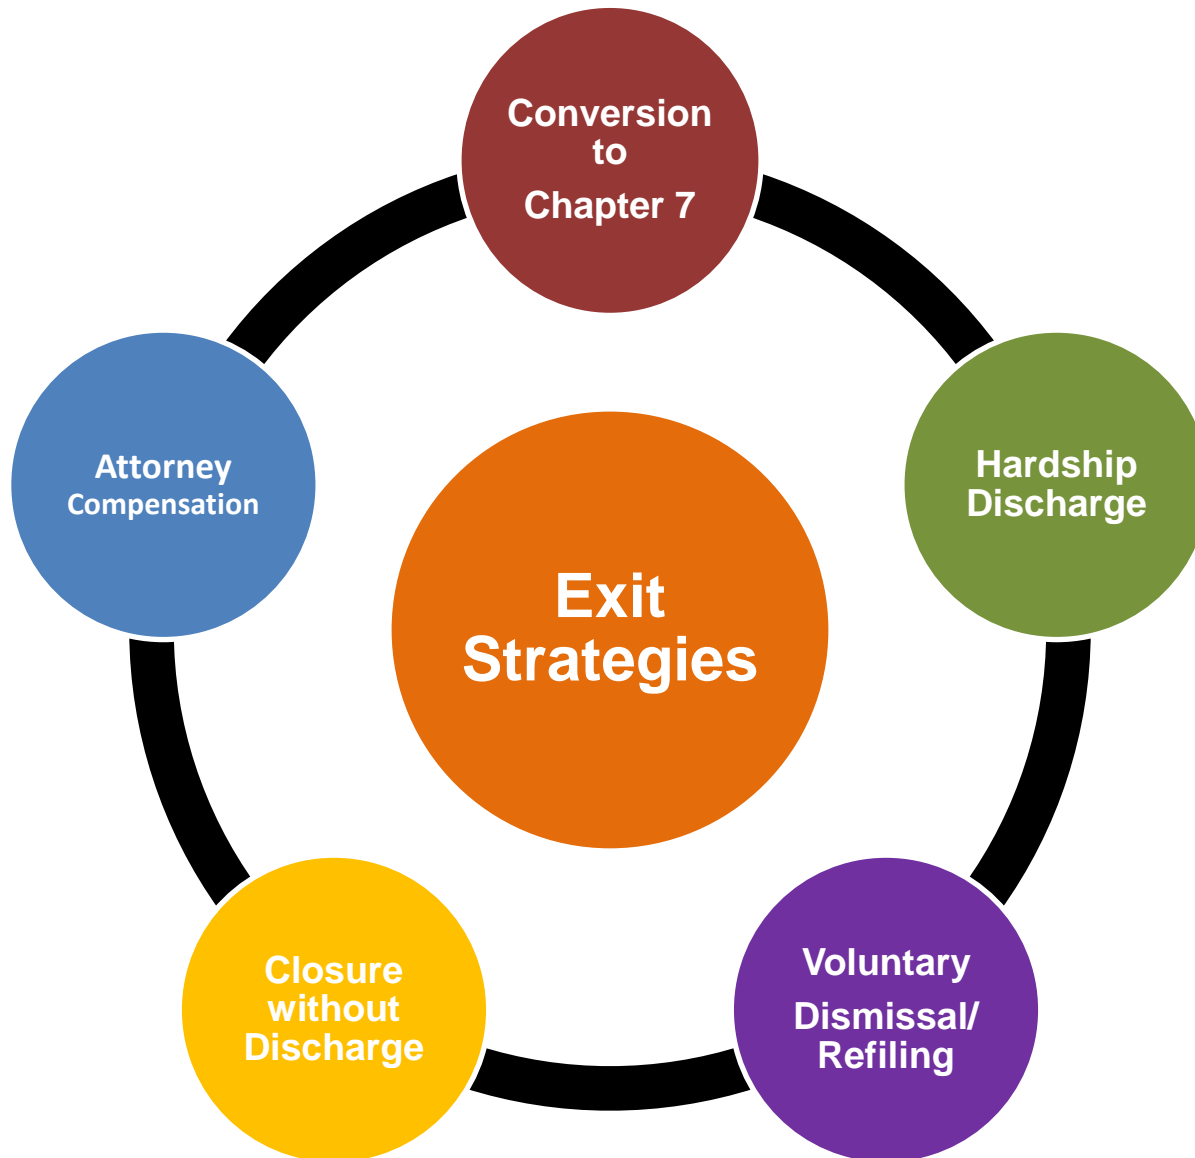 Conversion
to
Chapter 7
Hardship
Discharge
Voluntary
Dismissal/
Refiling
Closure
without
Discharge
Attorney
Compensation
Exit
Strategies